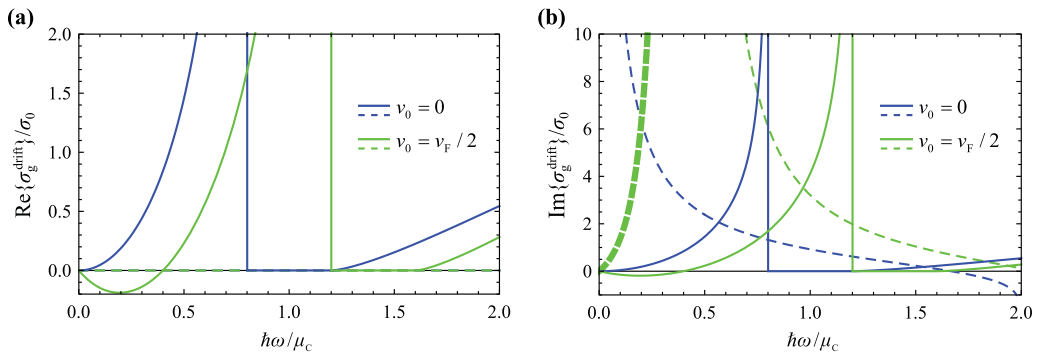 (a)
Re{σ_g^drift}/σ_0
2.0
1.5
1.0
0.5
0.0
v_0 = 0
v_0 = v_F / 2
0.0 0.5 1.0 1.5 2.0
ħω/μ_C
(b)
Im{σ_g^drift}/σ_0
10
8
6
4
2
0
v_0 = 0
v_0 = v_F / 2
0.0 0.5 1.0 1.5 2.0
ħω/μ_C